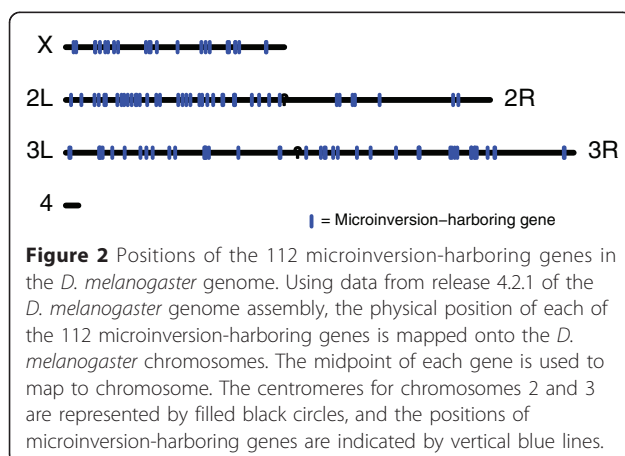 X
2L 2R
3L 3R
4
= Microinversion–harboring gene
Figure 2 Positions of the 112 microinversion-harboring genes in
the D. melanogaster genome. Using data from release 4.2.1 of the
D. melanogaster genome assembly, the physical position of each of
the 112 microinversion-harboring genes is mapped onto the D.
melanogaster chromosomes. The midpoint of each gene is used to
map to chromosome. The centromeres for chromosomes 2 and 3
are represented by filled black circles, and the positions of
microinversion-harboring genes are indicated by vertical blue lines.